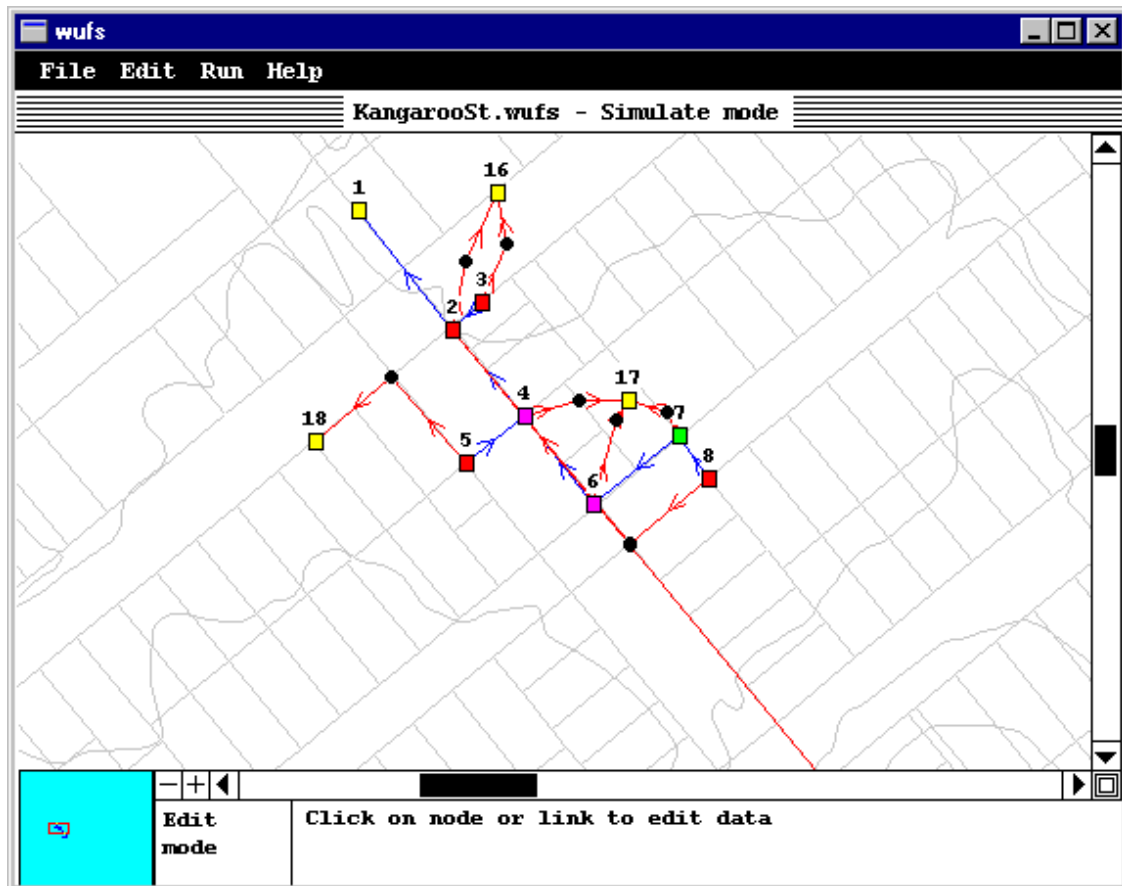 wufs
File Edit Run Help
KangarooSt.wufs - Simulate mode
16
1
3
2
17
4
7
18
5
8
6
Edit
mode
Click on node or link to edit data